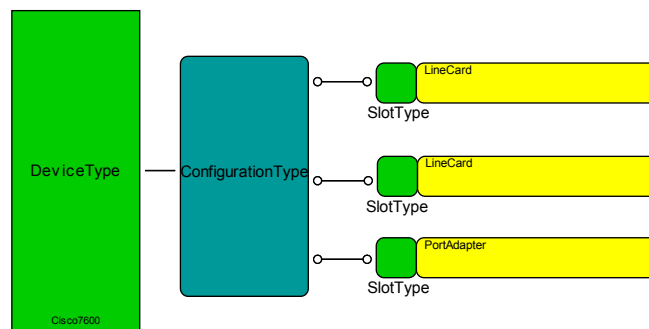 LineCard
SlotType
DeviceType
ConfigurationType
LineCard
SlotType
PortAdapter
SlotType
Cisco7600